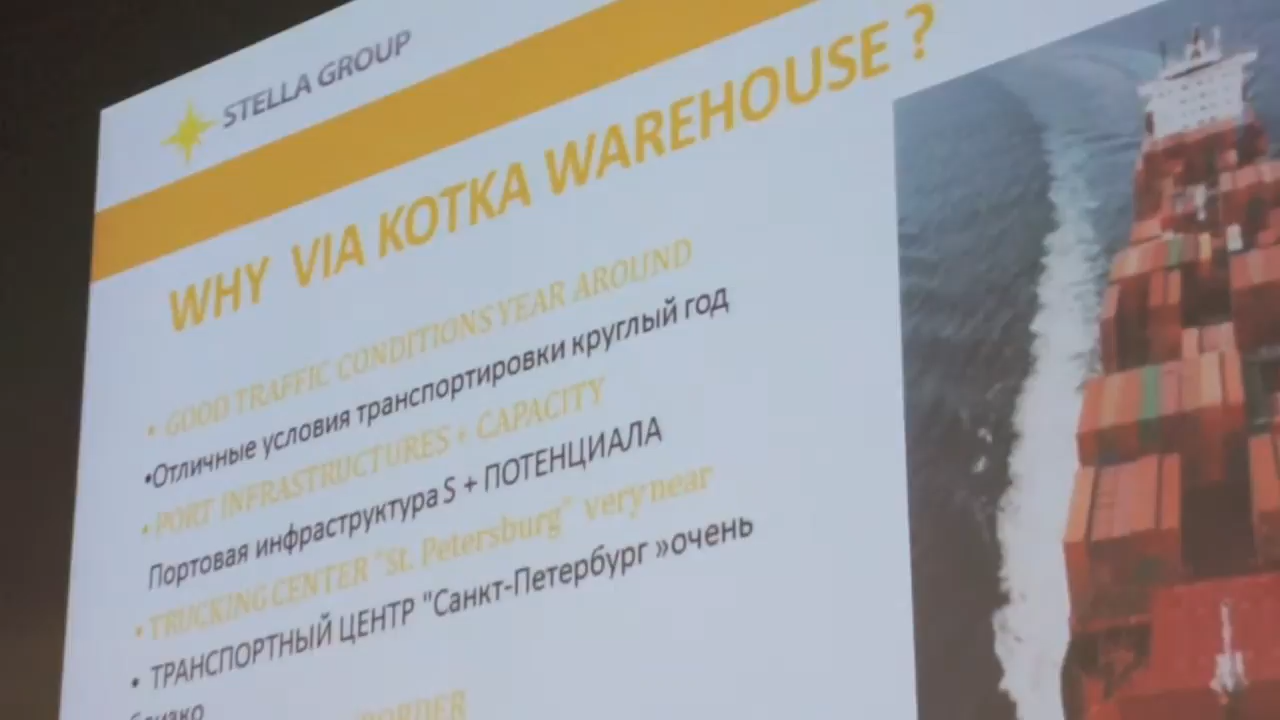 STELLA GROUP
WHY VIA KOTKA WAREHOUSE ?
• GOOD TRAFFIC CONDITIONS YEAR AROUND
•Отличные условия транспортировки круглый год
• PORT INFRASTRUCTURES + CAPACITY
Портовая инфраструктура S + ПОТЕНЦИАЛА
• TRUCKING CENTER "St. Petersburg" very near
• ТРАНСПОРТНЫЙ ЦЕНТР "Санкт-Петербург »очень
близко
BORDER